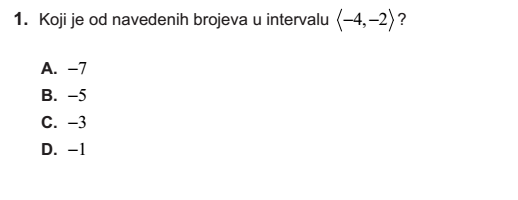 1. Koji je od navedenih brojeva u intervalu ⟨−4,−2⟩?
A. −7
B. −5
C. −3
D. −1